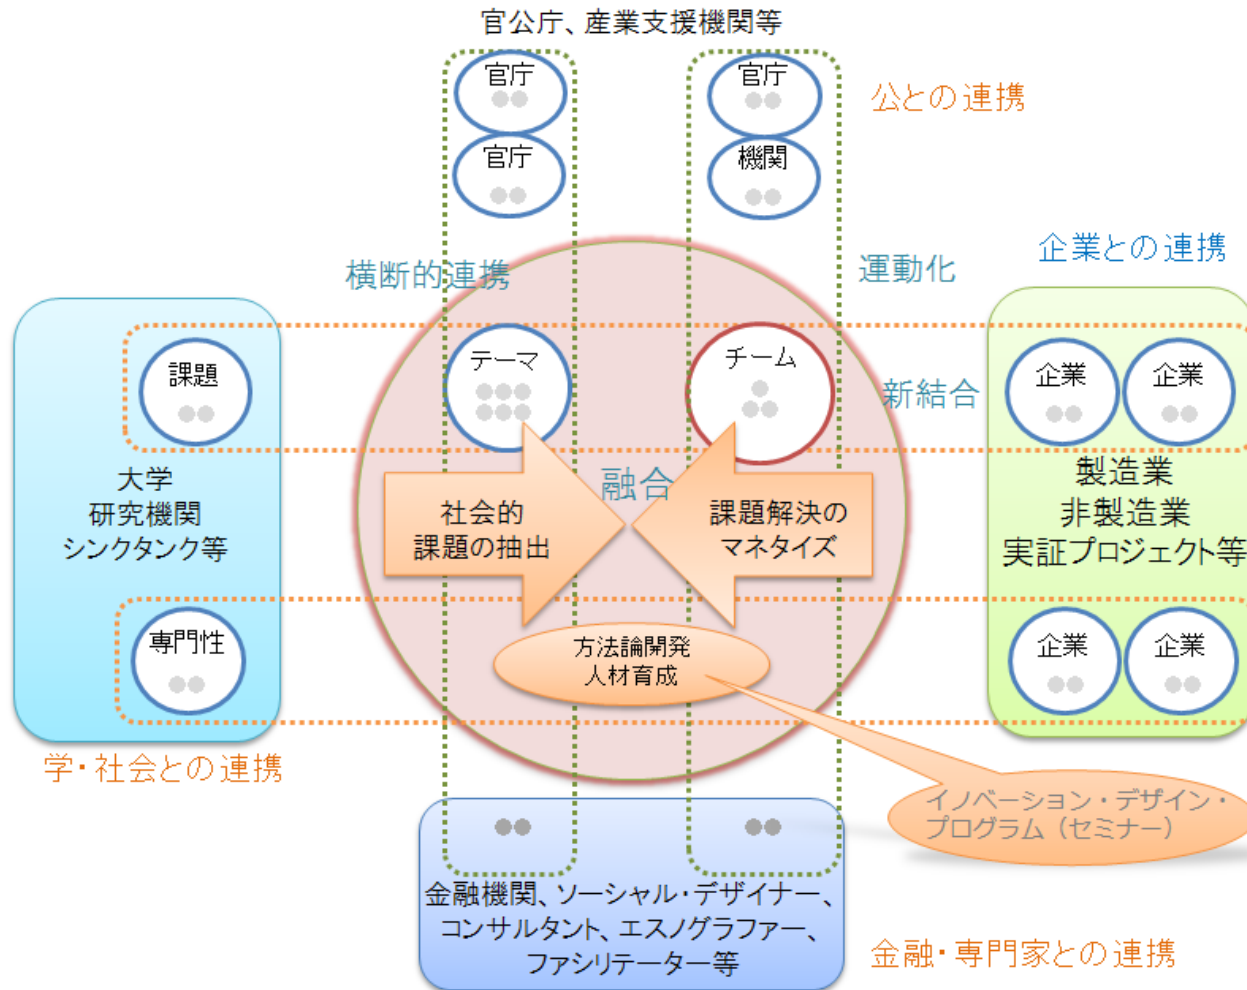 官公庁、産業支援機関等
官庁
官庁
公との連携
官庁
機関
企業との連携
横断的連携
運動化
課題
テーマ
チーム
新結合
企業
企業
融合
大学
研究機関
シンクタンク等
社会的
課題の抽出
課題解決の
マネタイズ
製造業
非製造業
実証プロジェクト等
専門性
方法論開発
人材育成
企業
企業
学・社会との連携
イノベーション・デザイン・
プログラム（セミナー）
金融機関、ソーシャル・デザイナー、
コンサルタント、エスノグラファー、
ファシリテーター等
金融・専門家との連携